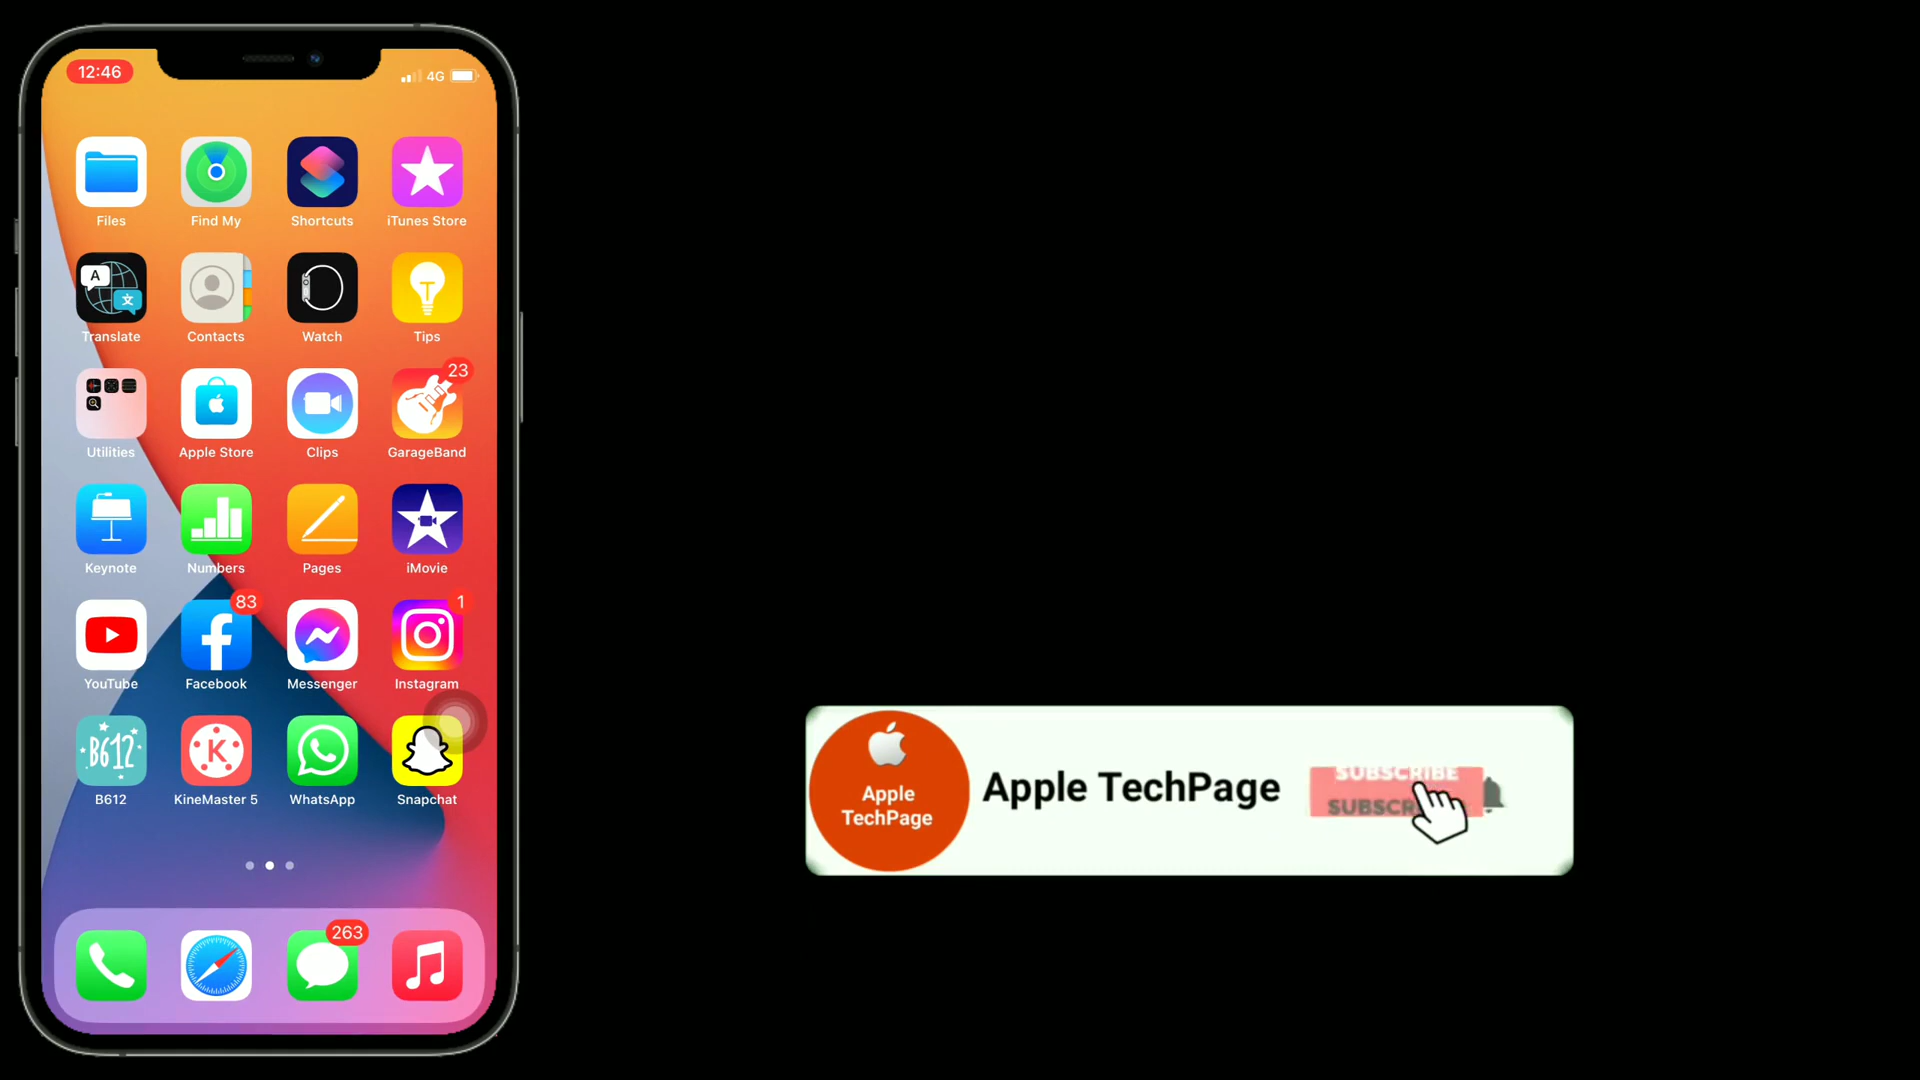 12:46
4G
Files
Find My
Shortcuts
iTunes Store
A
文
Translate
Contacts
Watch
Tips
23
Utilities
Apple Store
Clips
GarageBand
Keynote
Numbers
Pages
iMovie
83
1
YouTube
Facebook
Messenger
Instagram
B612
K
B612
KineMaster 5
WhatsApp
Snapchat
263
Apple
TechPage
Apple TechPage
SUBSCRIBE